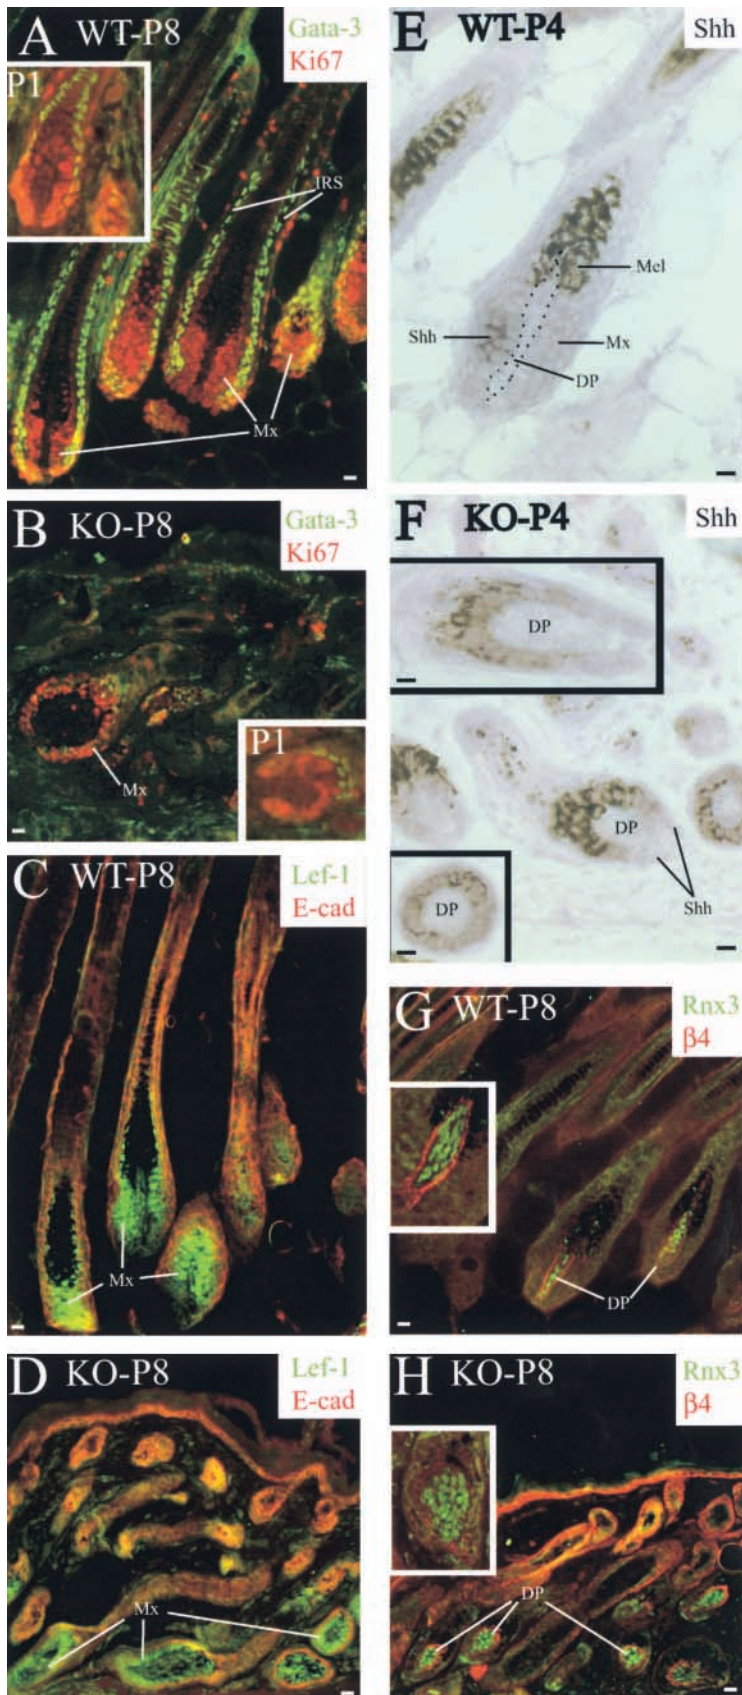 A WT-P8 Gata-3
Ki67
P1
IRS
Mx
B KO-P8 Gata-3
Ki67
Mx
P1
C WT-P8 Lef-1
E-cad
Mx
D KO-P8 Lef-1
E-cad
Mx
E WT-P4 Shh
Mel
Shh
Mx
DP
F KO-P4 Shh
DP
DP
DP
Shh
G WT-P8 Rnx3
β4
DP
H KO-P8 Rnx3
β4
DP